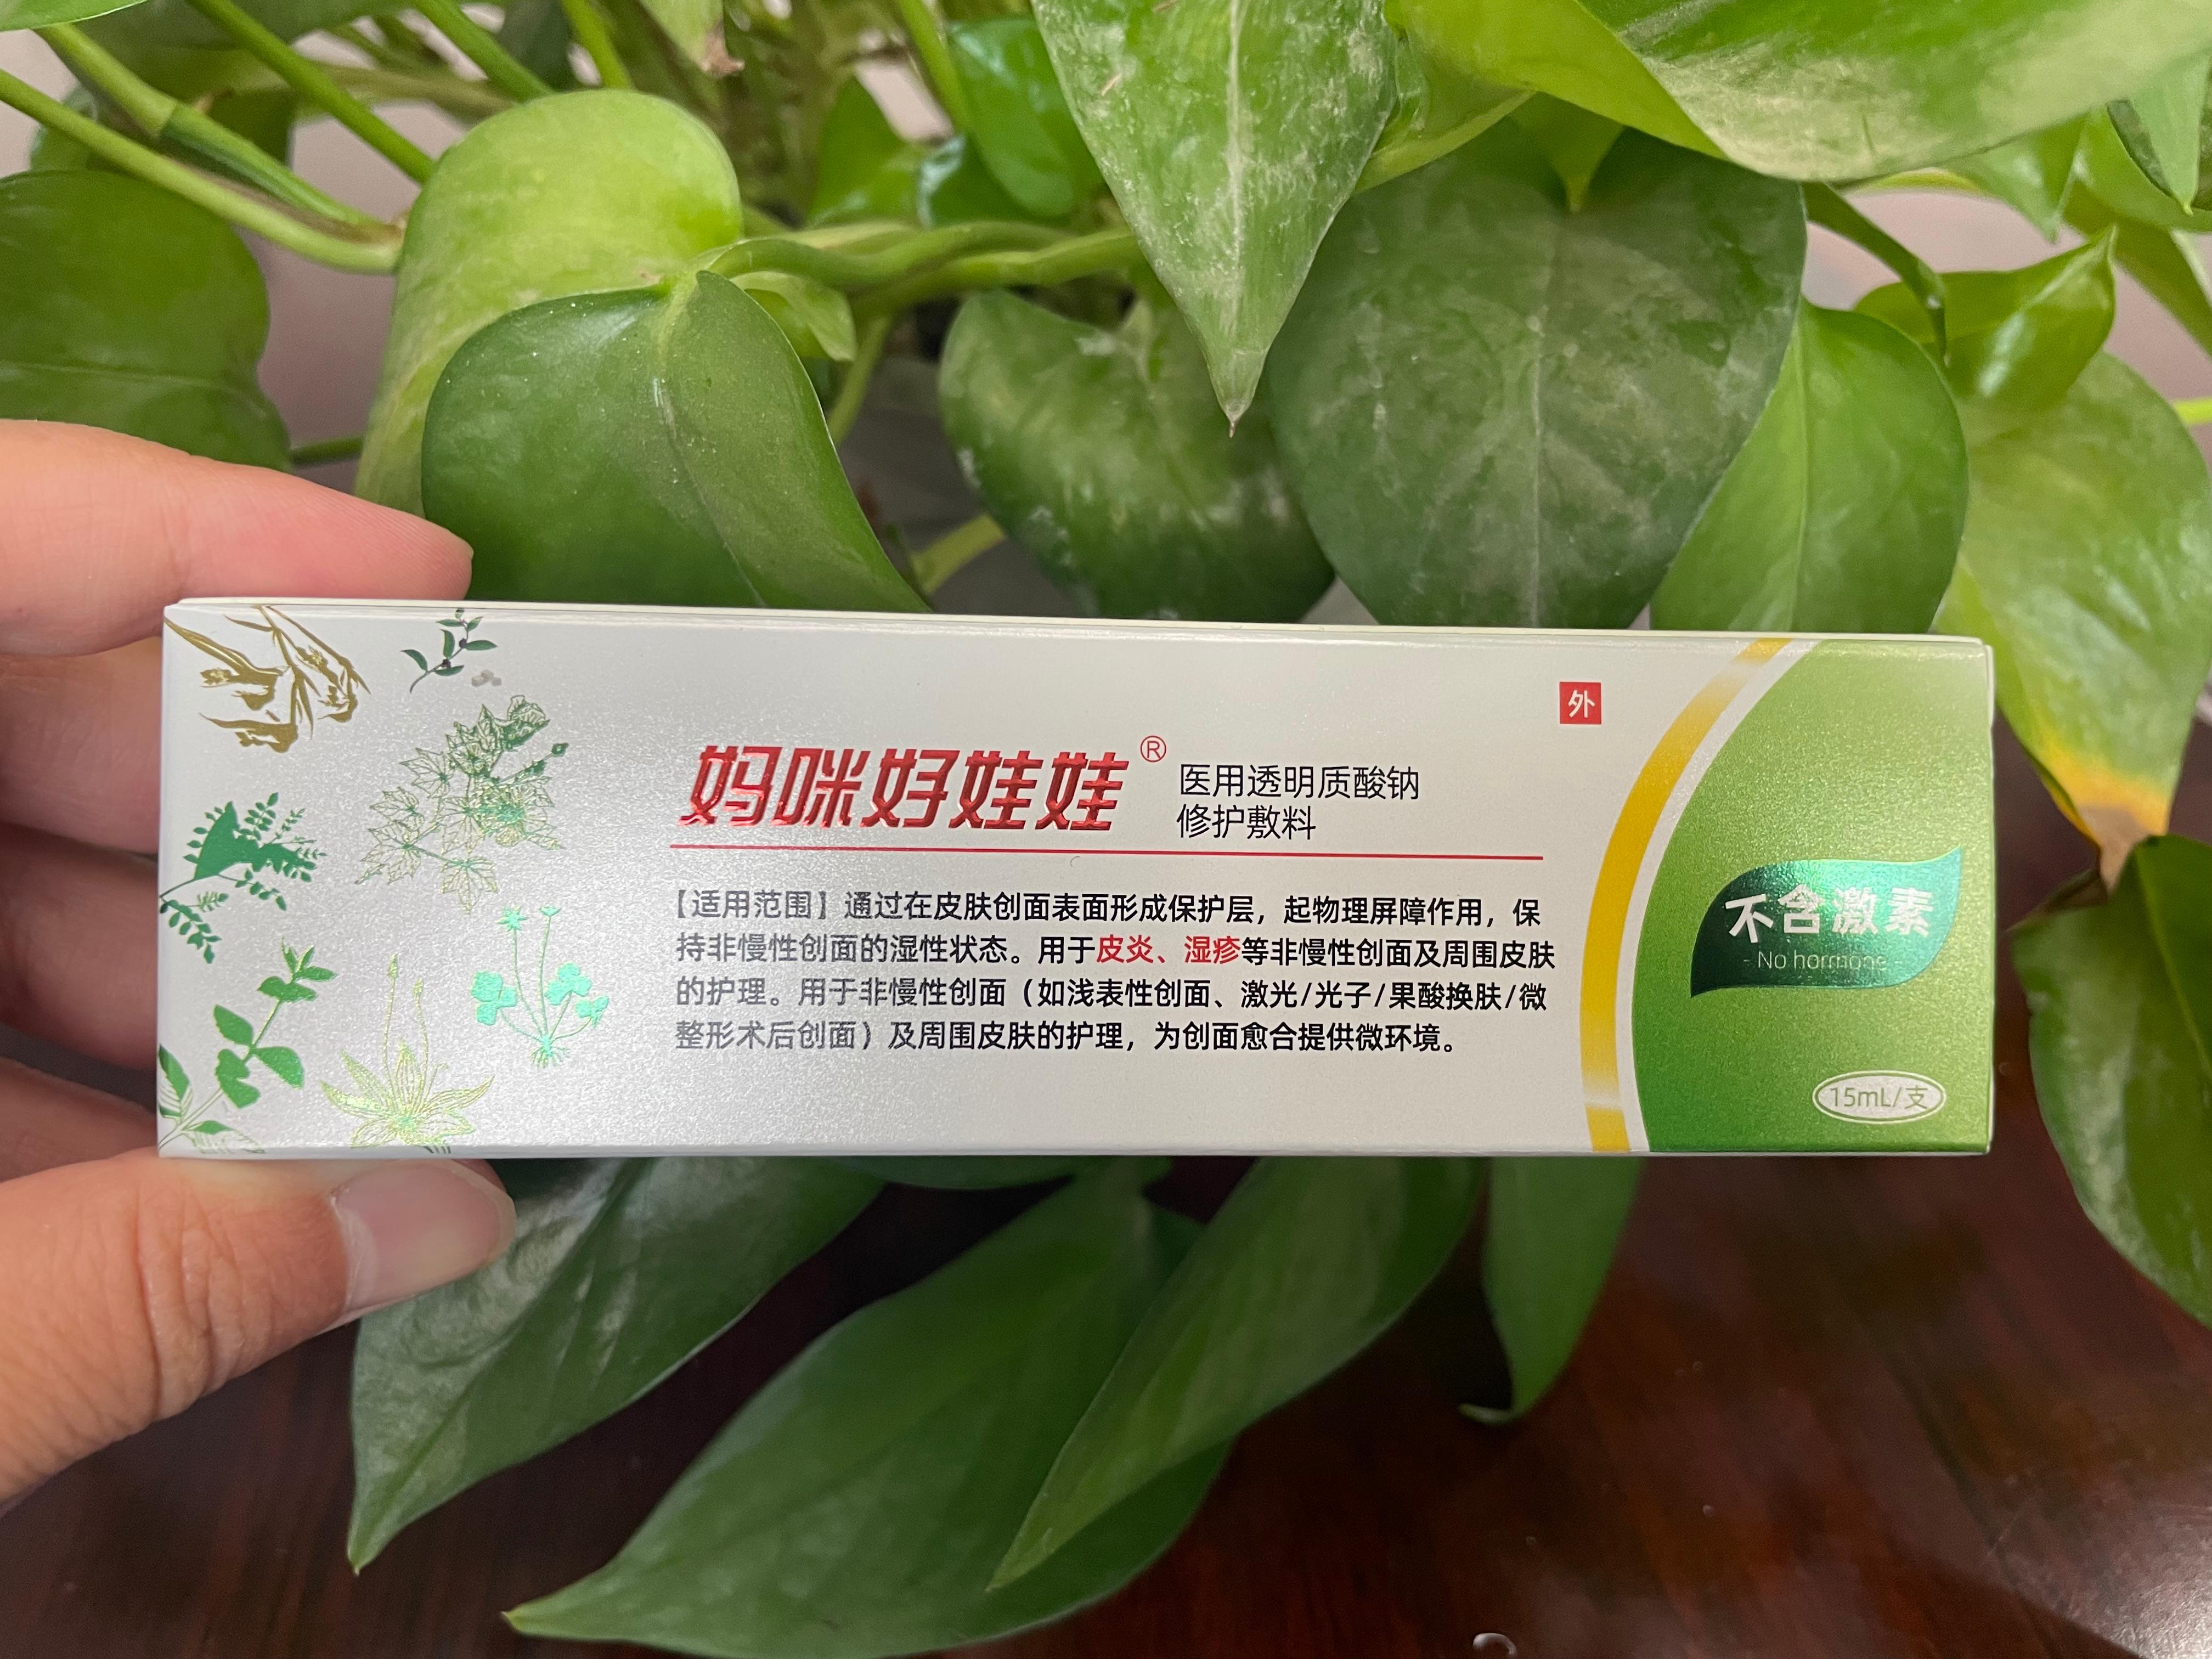 外
妈咪好娃娃®
医用透明质酸钠
修护敷料
【适用范围】通过在皮肤创面表面形成保护层，起物理屏障作用，保
持非慢性创面的湿性状态。用于皮炎、湿疹等非慢性创面及周围皮肤
的护理。用于非慢性创面（如浅表性创面、激光/光子/果酸换肤/微
整形术后创面）及周围皮肤的护理，为创面愈合提供微环境。
不含激素
- No hormone -
15mL/支